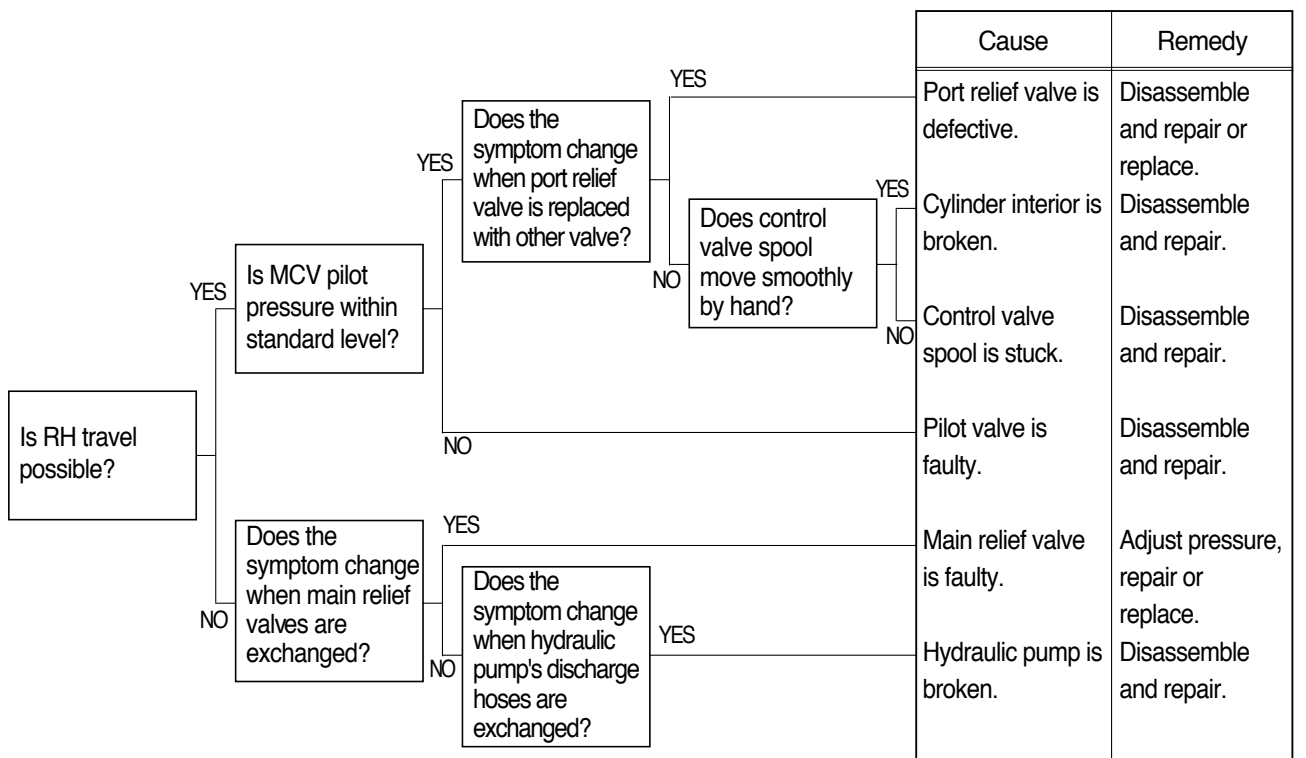 Is RH travel
possible?
YES
NO
Is MCV pilot
pressure within
standard level?
YES
NO
Does the
symptom change
when port relief
valve is replaced
with other valve?
YES
NO
Does control
valve spool
move smoothly
by hand?
YES
NO
Does the
symptom change
when main relief
valves are
exchanged?
YES
NO
Does the
symptom change
when hydraulic
pump's discharge
hoses are
exchanged?
YES
Cause
Remedy
Port relief valve is
defective.
Disassemble
and repair or
replace.
Cylinder interior is
broken.
Disassemble
and repair.
Control valve
spool is stuck.
Disassemble
and repair.
Pilot valve is
faulty.
Disassemble
and repair.
Main relief valve
is faulty.
Adjust pressure,
repair or
replace.
Hydraulic pump is
broken.
Disassemble
and repair.